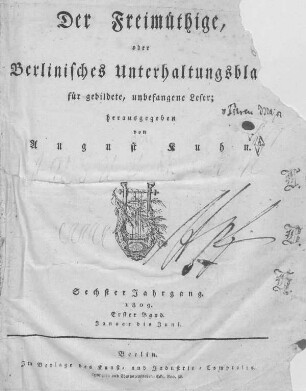 Der Freimüthige,
oder
Berlinisches Unterhaltungsbla
für gebildete, unbefangene Leser;
herausgegeben
von
August Kuhn.
Sechster Jahrgang.
1809.
Erster Band.
Januar bis Juni.
Berlin.
Im Verlage des Kunst- und Industrie-Comptoirs,